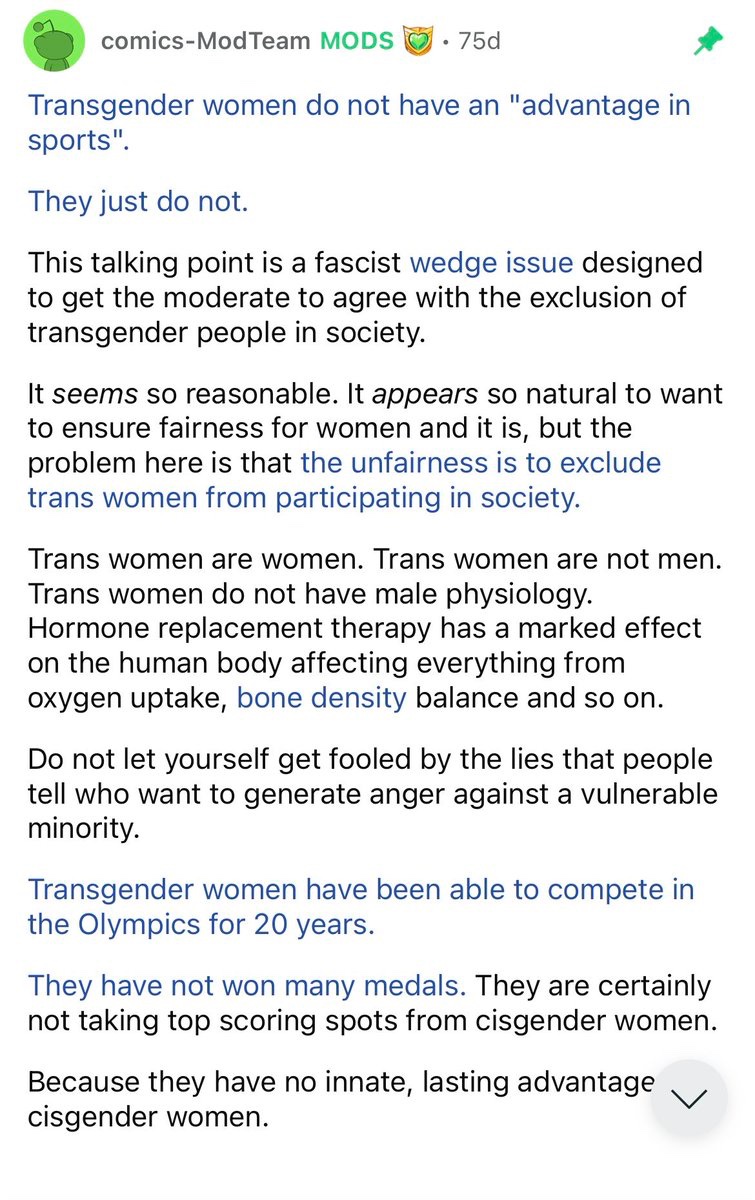 comics-ModTeam MODS · 75d
Transgender women do not have an "advantage in
sports".
They just do not.
This talking point is a fascist wedge issue designed
to get the moderate to agree with the exclusion of
transgender people in society.
It seems so reasonable. It appears so natural to want
to ensure fairness for women and it is, but the
problem here is that the unfairness is to exclude
trans women from participating in society.
Trans women are women. Trans women are not men.
Trans women do not have male physiology.
Hormone replacement therapy has a marked effect
on the human body affecting everything from
oxygen uptake, bone density balance and so on.
Do not let yourself get fooled by the lies that people
tell who want to generate anger against a vulnerable
minority.
Transgender women have been able to compete in
the Olympics for 20 years.
They have not won many medals. They are certainly
not taking top scoring spots from cisgender women.
Because they have no innate, lasting advantage
cisgender women.